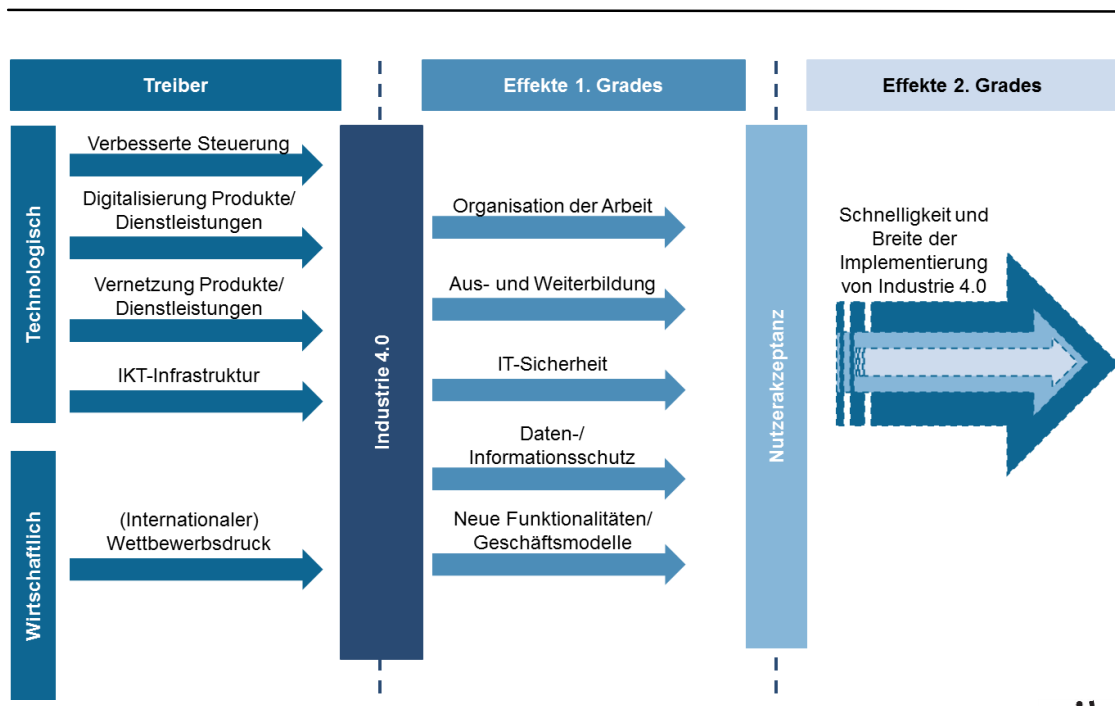 Treiber
Effekte 1. Grades
Effekte 2. Grades
Technologisch
Verbesserte Steuerung
Digitalisierung Produkte/
Dienstleistungen
Vernetzung Produkte/
Dienstleistungen
IKT-Infrastruktur
Wirtschaftlich
(Internationaler)
Wettbewerbsdruck
Industrie 4.0
Organisation der Arbeit
Aus- und Weiterbildung
IT-Sicherheit
Daten-/
Informationsschutz
Neue Funktionalitäten/
Geschäftsmodelle
Nutzerakzeptanz
Schnelligkeit und
Breite der
Implementierung
von Industrie 4.0